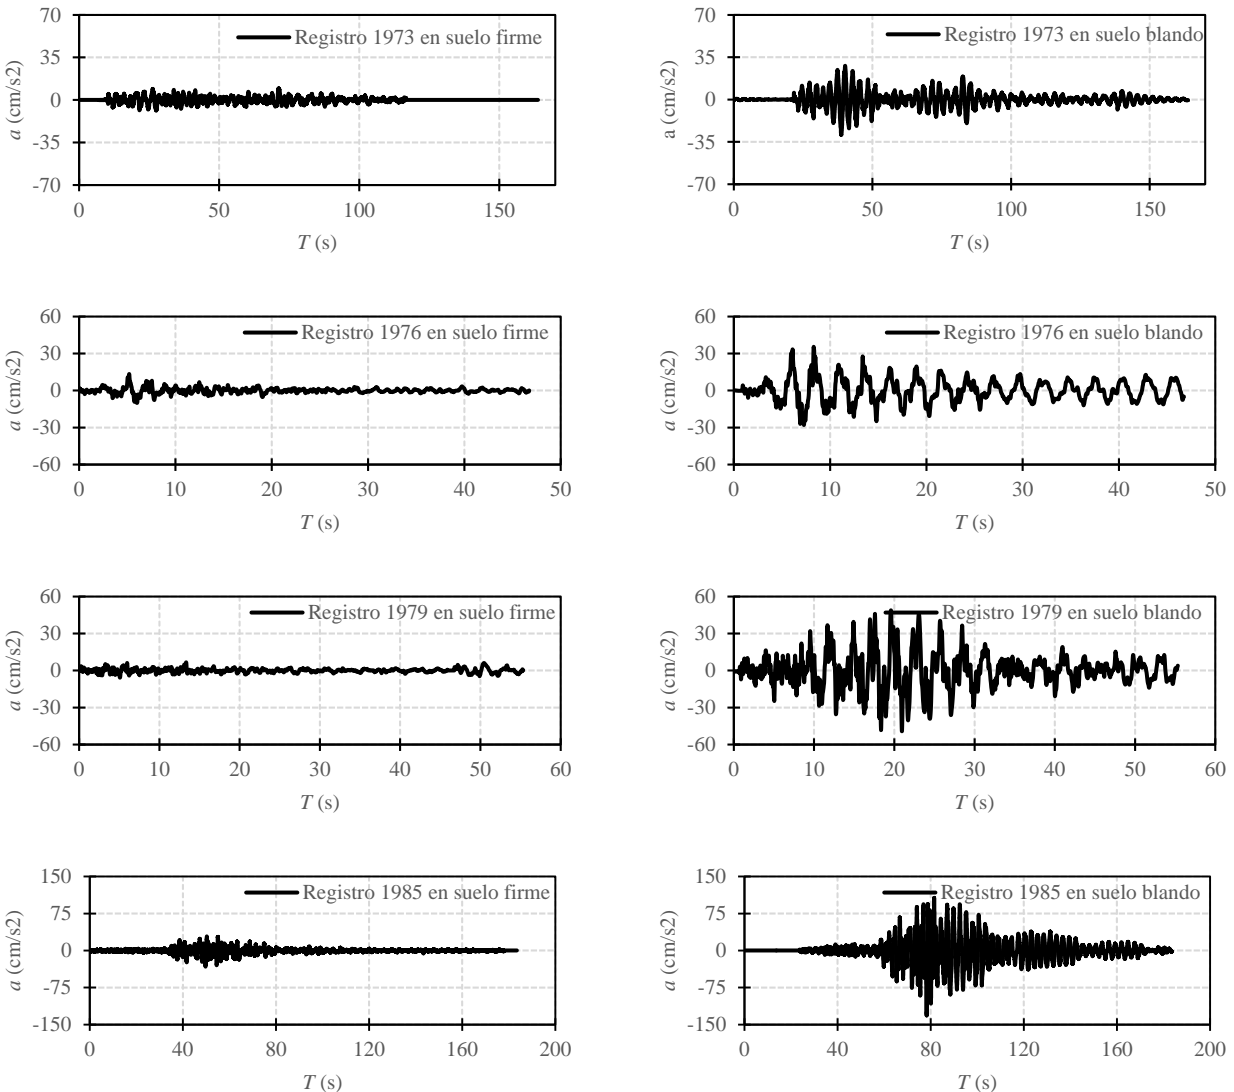 70
35
0
-35
-70
a (cm/s2)
Registro 1973 en suelo firme
0 50 100 150
T (s)
70
35
0
-35
-70
a (cm/s2)
Registro 1973 en suelo blando
0 50 100 150
T (s)
60
30
0
-30
-60
a (cm/s2)
Registro 1976 en suelo firme
0 10 20 30 40 50
T (s)
60
30
0
-30
-60
a (cm/s2)
Registro 1976 en suelo blando
0 10 20 30 40 50
T (s)
60
30
0
-30
-60
a (cm/s2)
Registro 1979 en suelo firme
0 10 20 30 40 50 60
T (s)
60
30
0
-30
-60
a (cm/s2)
Registro 1979 en suelo blando
0 10 20 30 40 50 60
T (s)
150
75
0
-75
-150
a (cm/s2)
Registro 1985 en suelo firme
0 40 80 120 160 200
T (s)
150
75
0
-75
-150
a (cm/s2)
Registro 1985 en suelo blando
0 40 80 120 160 200
T (s)